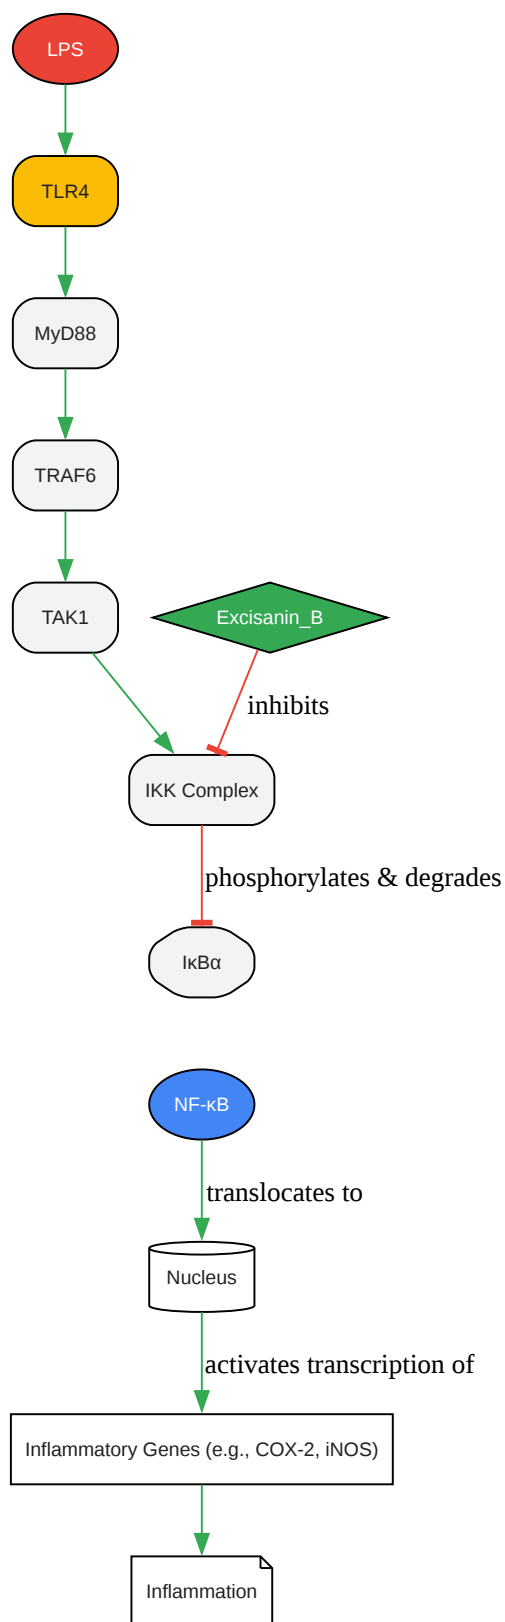 LPS
TLR4
MyD88
TRAF6
TAK1
Excisanin_B
inhibits
IKK Complex
phosphorylates & degrades
IκBα
NF-κB
translocates to
Nucleus
activates transcription of
Inflammatory Genes (e.g., COX-2, iNOS)
Inflammation